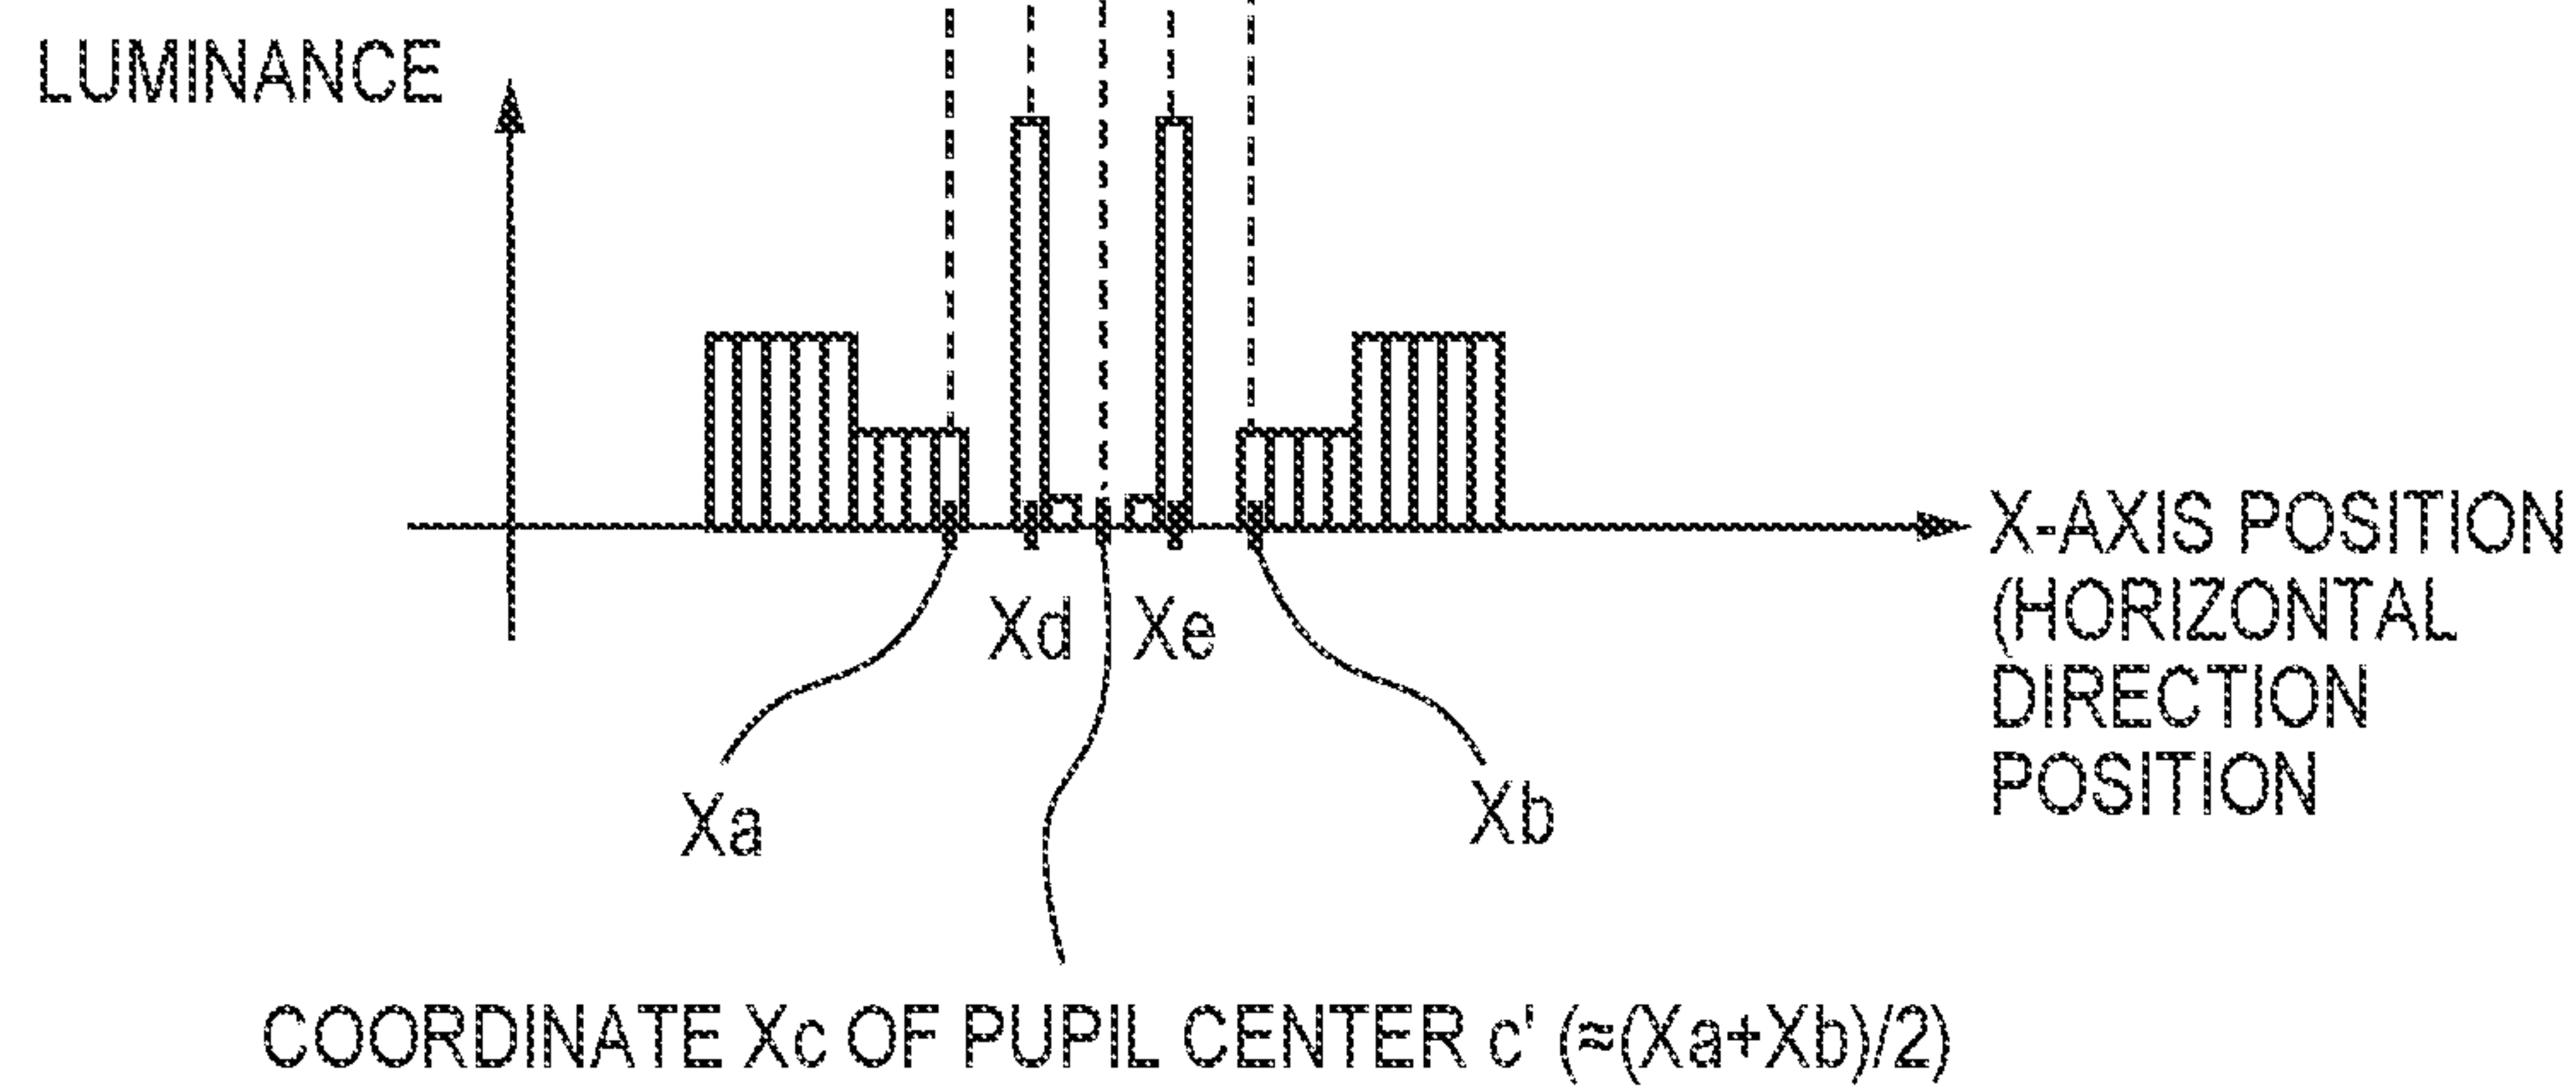 LUMINANCE
X-AXIS POSITION
(HORIZONTAL
DIRECTION
POSITION
Xd
Xe
Xa
Xb
COORDINATE Xc OF PUPIL CENTER c' (≈(Xa+Xb)/2)